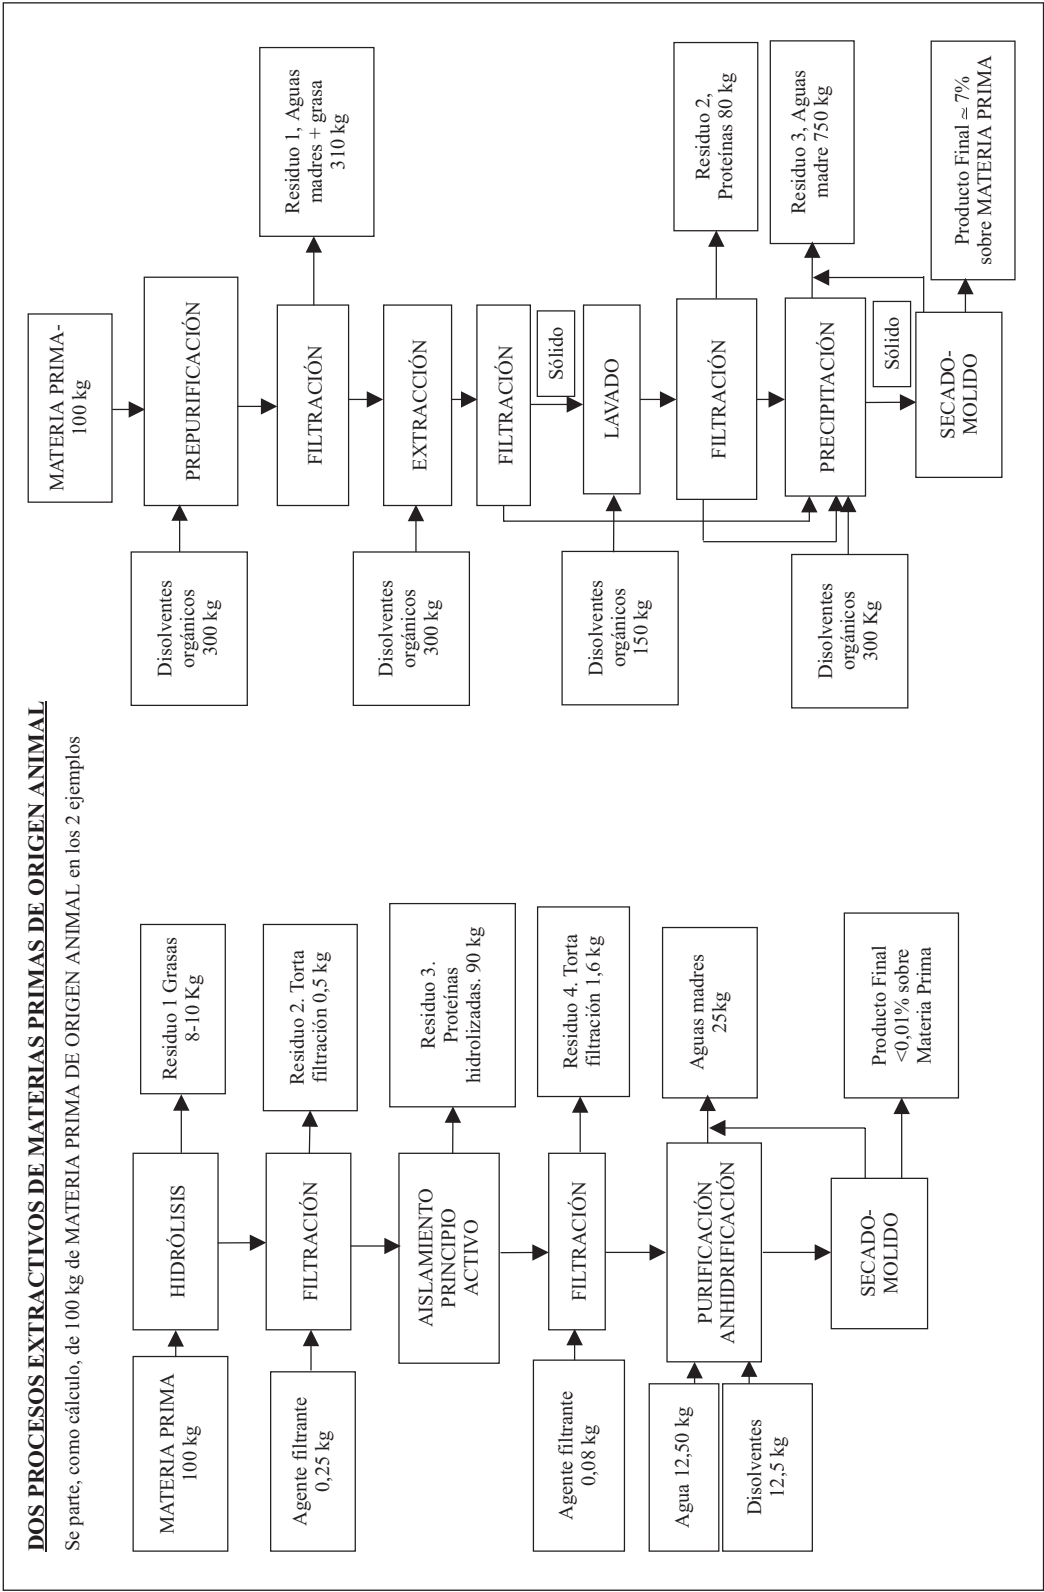 DOS PROCESOS EXTRACTIVOS DE MATERIAS PRIMAS DE ORIGEN ANIMAL
Se parte, como cálculo, de 100 kg de MATERIA PRIMA DE ORIGEN ANIMAL en los 2 ejemplos
MATERIA PRIMA
100 kg
HIDRÓLISIS
Residuo 1 Grasas
8-10 Kg
Agente filtrante
0,25 kg
FILTRACIÓN
Residuo 2. Torta
filtración 0,5 kg
AISLAMIENTO
PRINCIPIO
ACTIVO
Residuo 3.
Proteínas
hidrolizadas. 90 kg
Agente filtrante
0,08 kg
FILTRACIÓN
Residuo 4. Torta
filtración 1,6 kg
Agua 12,50 kg
Disolventes
12,5 kg
PURIFICACIÓN
ANHIDRIFICACIÓN
Aguas madres
25kg
SECADO-
MOLIDO
Producto Final
<0,01% sobre
Materia Prima
MATERIA PRIMA-
100 kg
Disolventes
orgánicos
300 kg
PREPURIFICACIÓN
FILTRACIÓN
Residuo 1, Aguas
madres + grasa
310 kg
Disolventes
orgánicos
300 kg
EXTRACCIÓN
FILTRACIÓN
Sólido
Disolventes
orgánicos
150 kg
LAVADO
FILTRACIÓN
Residuo 2,
Proteínas 80 kg
Disolventes
orgánicos
300 Kg
PRECIPITACIÓN
Residuo 3, Aguas
madre 750 kg
Sólido
SECADO-
MOLIDO
Producto Final ≃ 7%
sobre MATERIA PRIMA